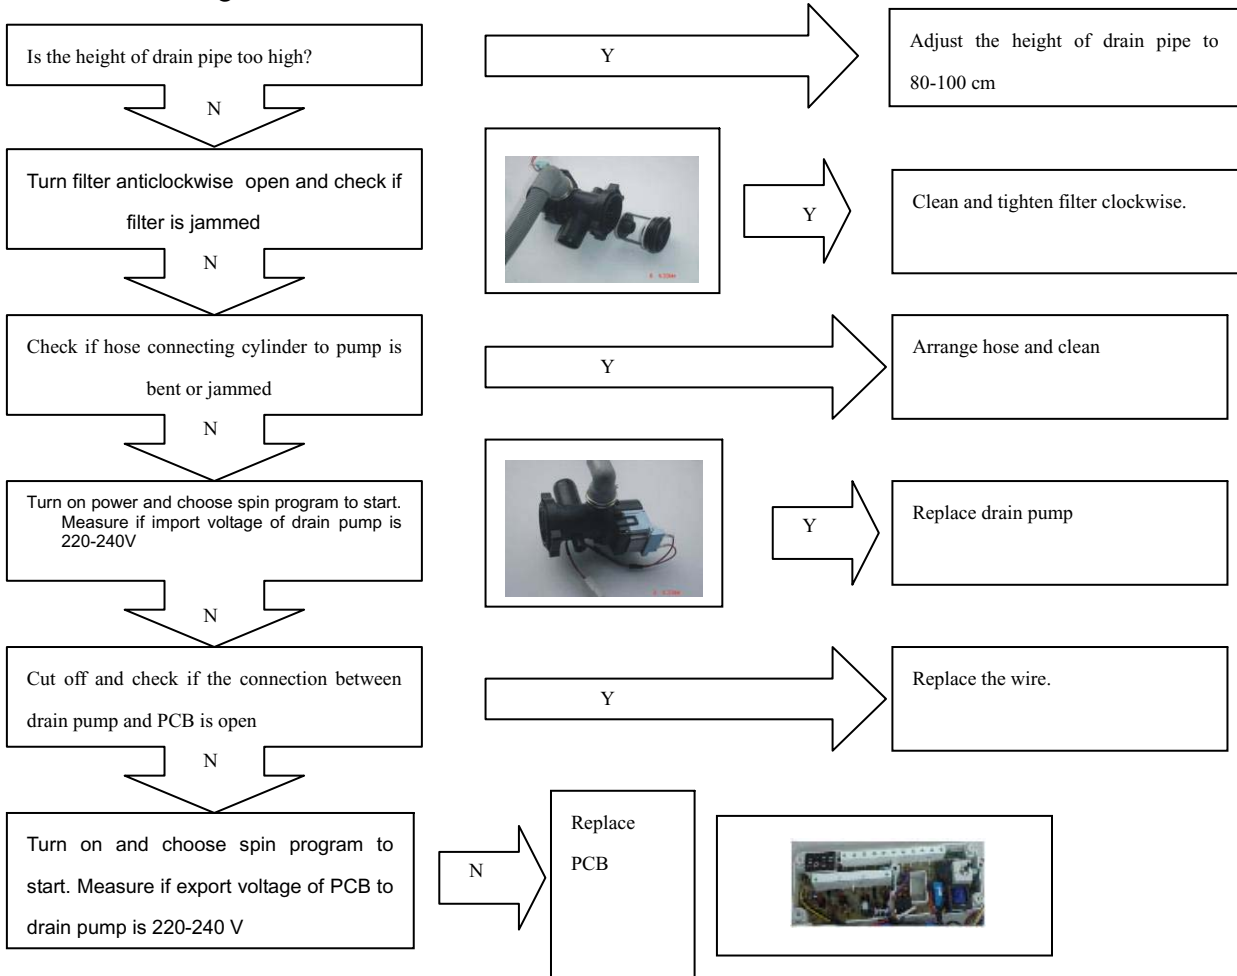 Is the height of drain pipe too high?
Y
Adjust the height of drain pipe to
80-100 cm
N
Turn filter anticlockwise open and check if
filter is jammed
Y
Clean and tighten filter clockwise.
N
Check if hose connecting cylinder to pump is
bent or jammed
Y
Arrange hose and clean
N
Turn on power and choose spin program to start.
Measure if import voltage of drain pump is
220-240V
Y
Replace drain pump
N
Cut off and check if the connection between
drain pump and PCB is open
Y
Replace the wire.
N
Turn on and choose spin program to
start. Measure if export voltage of PCB to
drain pump is 220-240 V
N
Replace
PCB